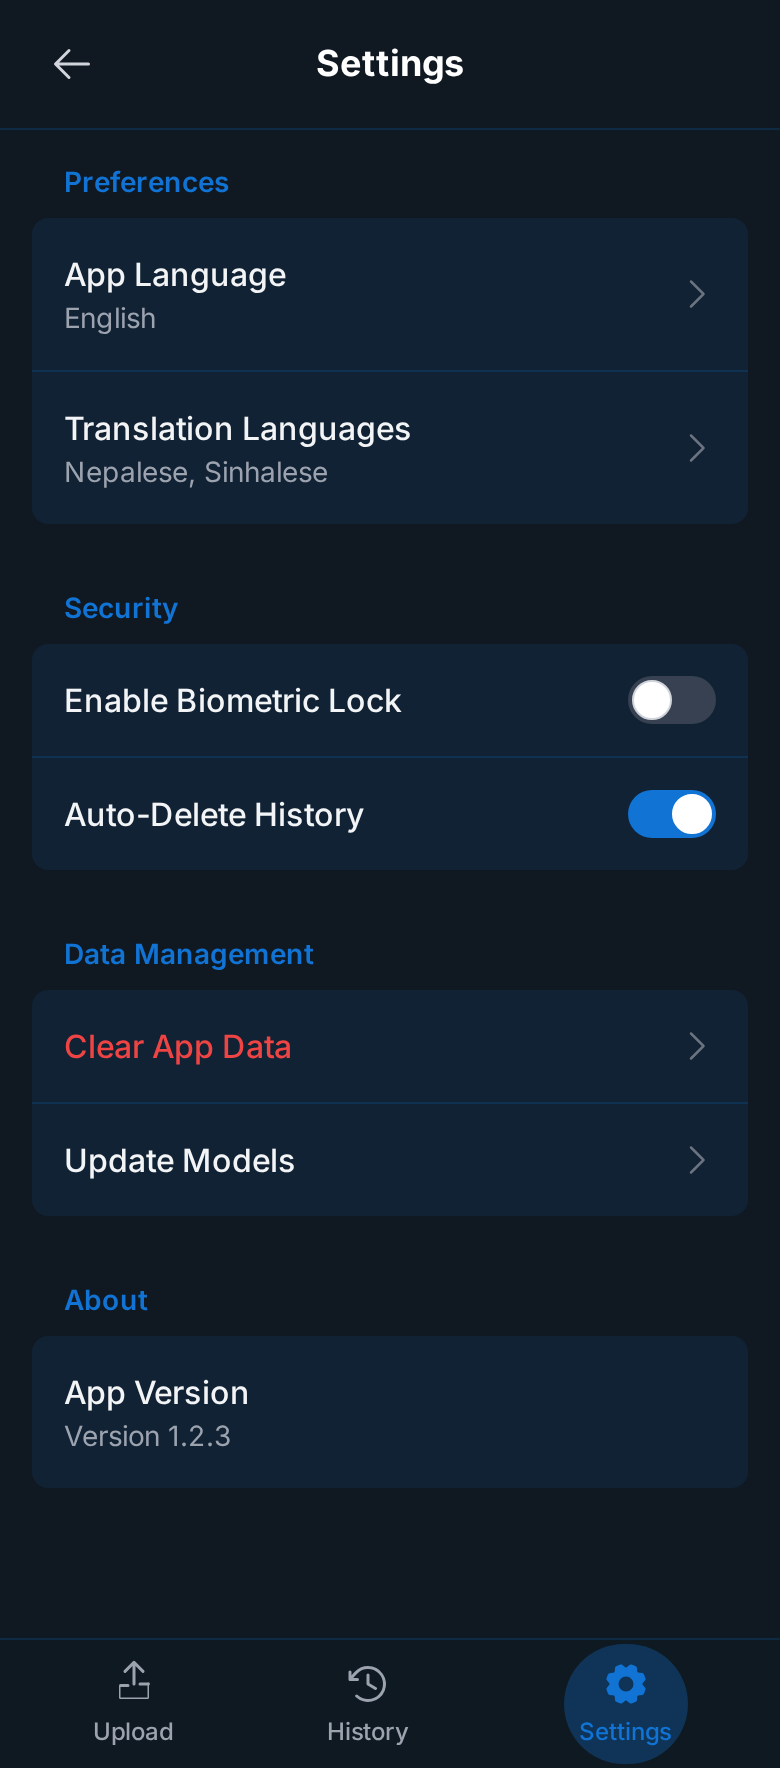 Settings
Preferences
App Language
English
Translation Languages
Nepalese, Sinhalese
Security
Enable Biometric Lock
Auto-Delete History
Data Management
Clear App Data
Update Models
About
App Version
Version 1.2.3
Upload
History
Settings